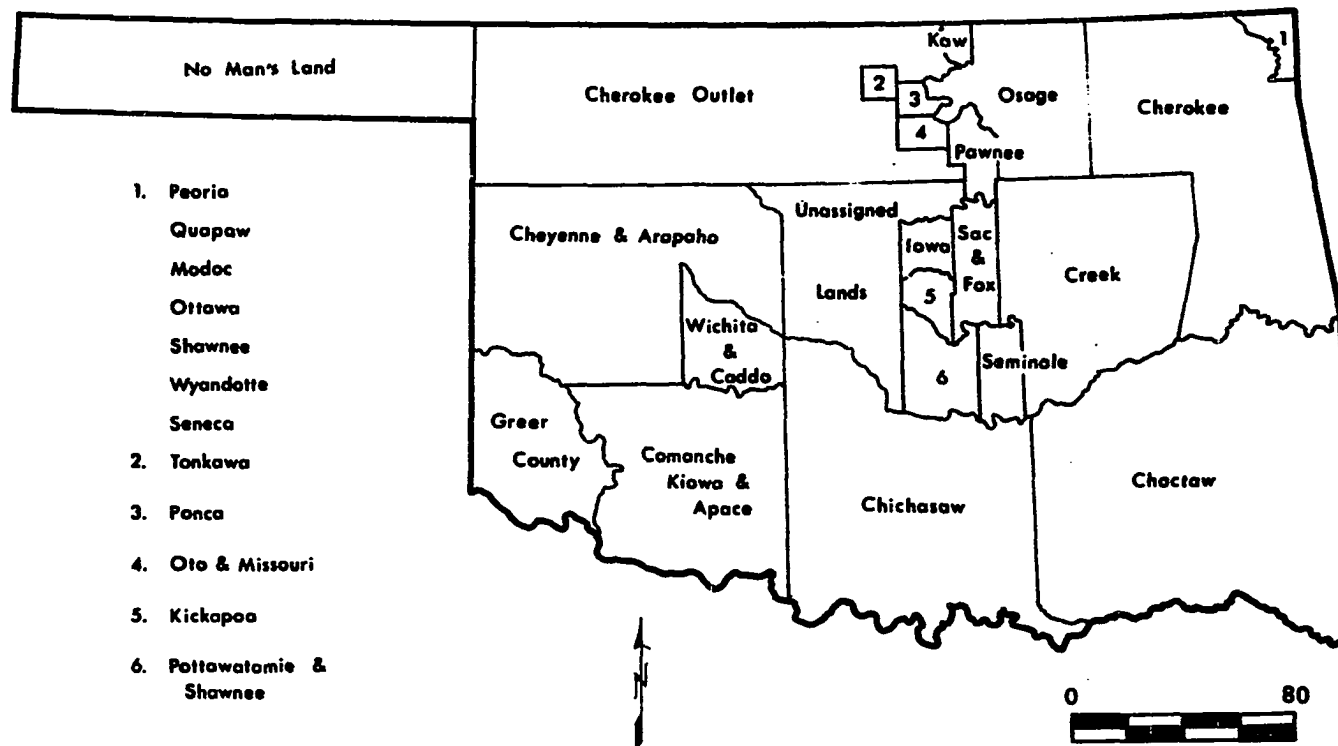 No Man's Land
Cherokee Outlet
Kaw
1
2
3
Osage
Cherokee
4
Pawnee
Unassigned
Lands
Cheyenne & Arapaho
Iowa
Sac
&
Fox
5
Creek
Wichita
&
Caddo
6
Seminole
Greer
County
Comanche
Kiowa &
Apace
Chichasaw
Choctaw
1. Peoria
Quapaw
Modoc
Ottawa
Shawnee
Wyandotte
Seneca
2. Tonkawa
3. Ponca
4. Oto & Missouri
5. Kickapoo
6. Pottawatamie &
Shawnee
N
0 80